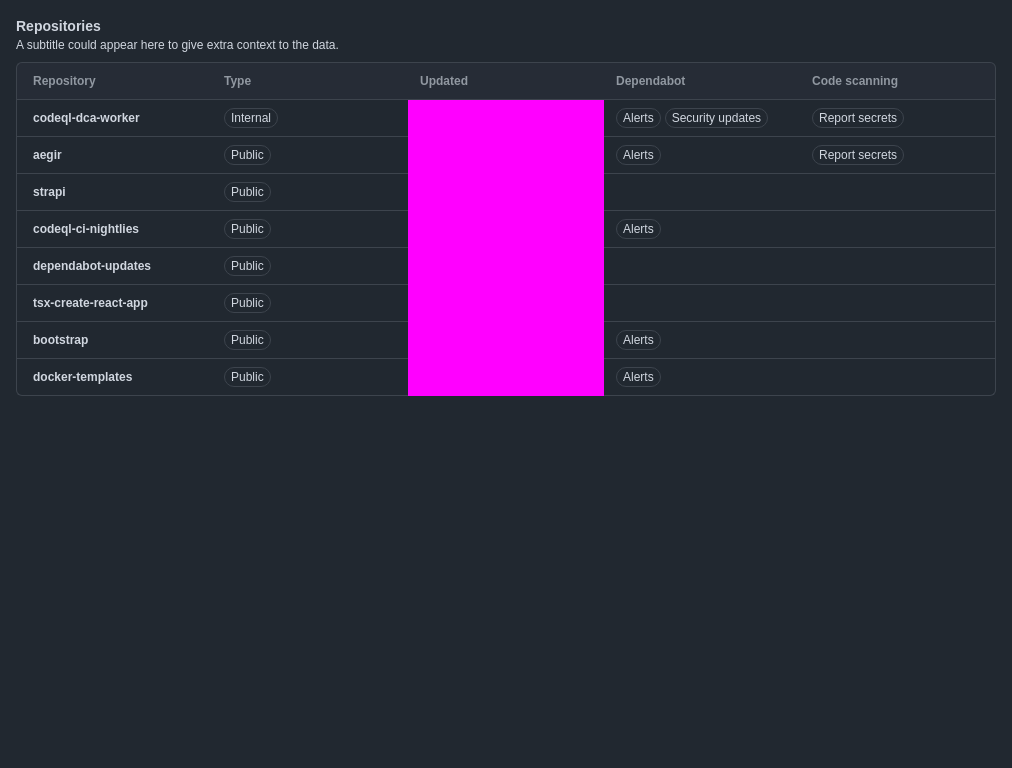 Repositories
A subtitle could appear here to give extra context to the data.
Repository Type Updated Dependabot Code scanning
codeql-dca-worker Internal Alerts Security updates Report secrets
aegir Public Alerts Report secrets
strapi Public
codeql-ci-nightlies Public Alerts
dependabot-updates Public
tsx-create-react-app Public
bootstrap Public Alerts
docker-templates Public Alerts